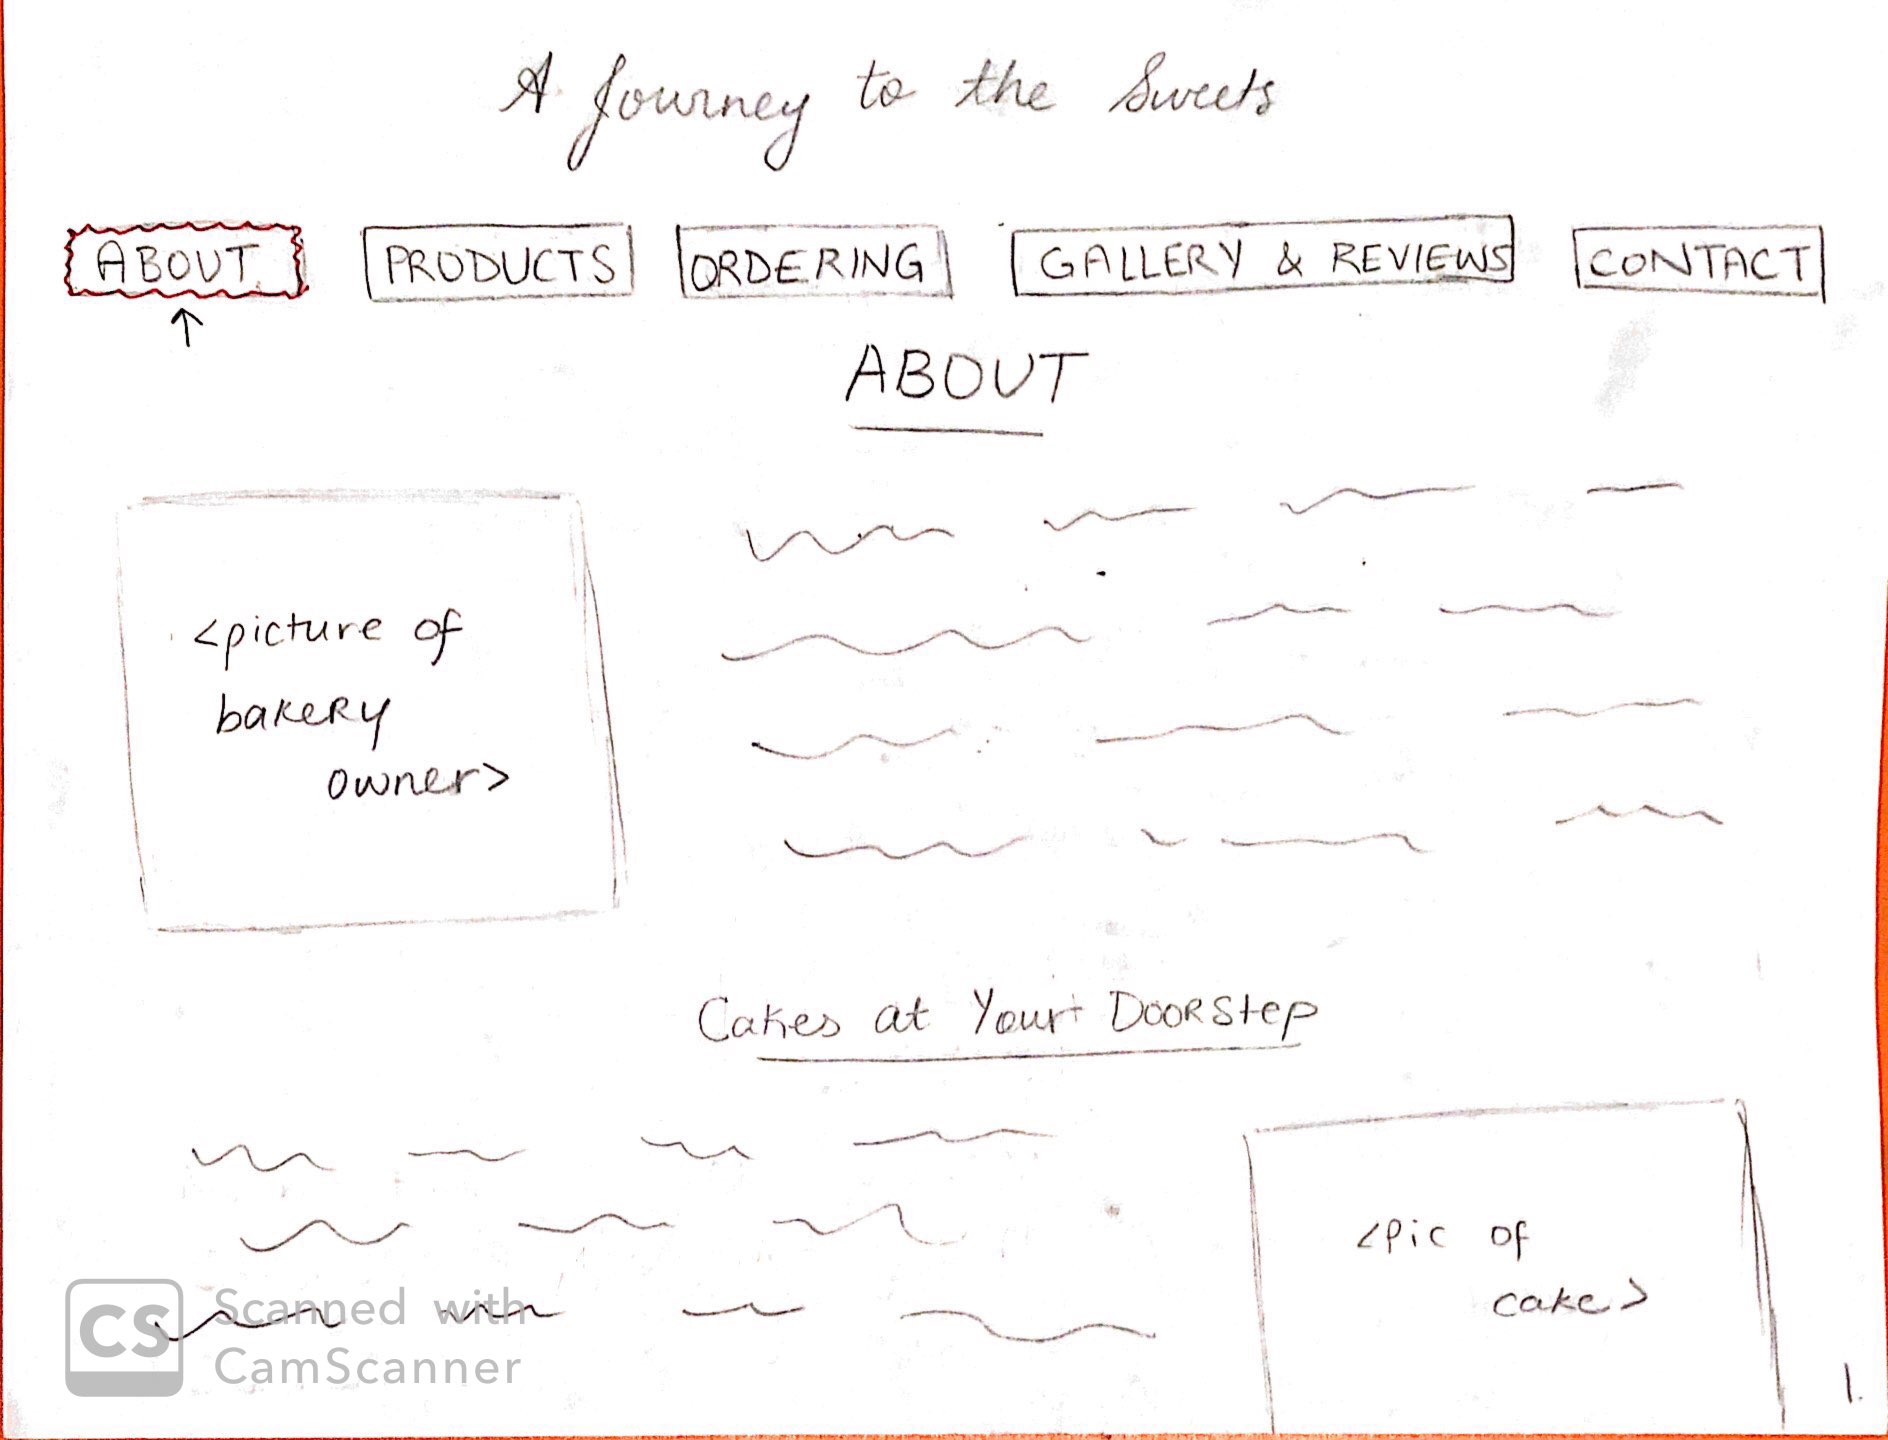 A Journey to the Sweets
ABOUT PRODUCTS ORDERING GALLERY & REVIEWS CONTACT
ABOUT
<picture of
bakery
owner>
Cakes at Your Doorstep
<pic of
cake>
CS Scanned with
CamScanner
1.